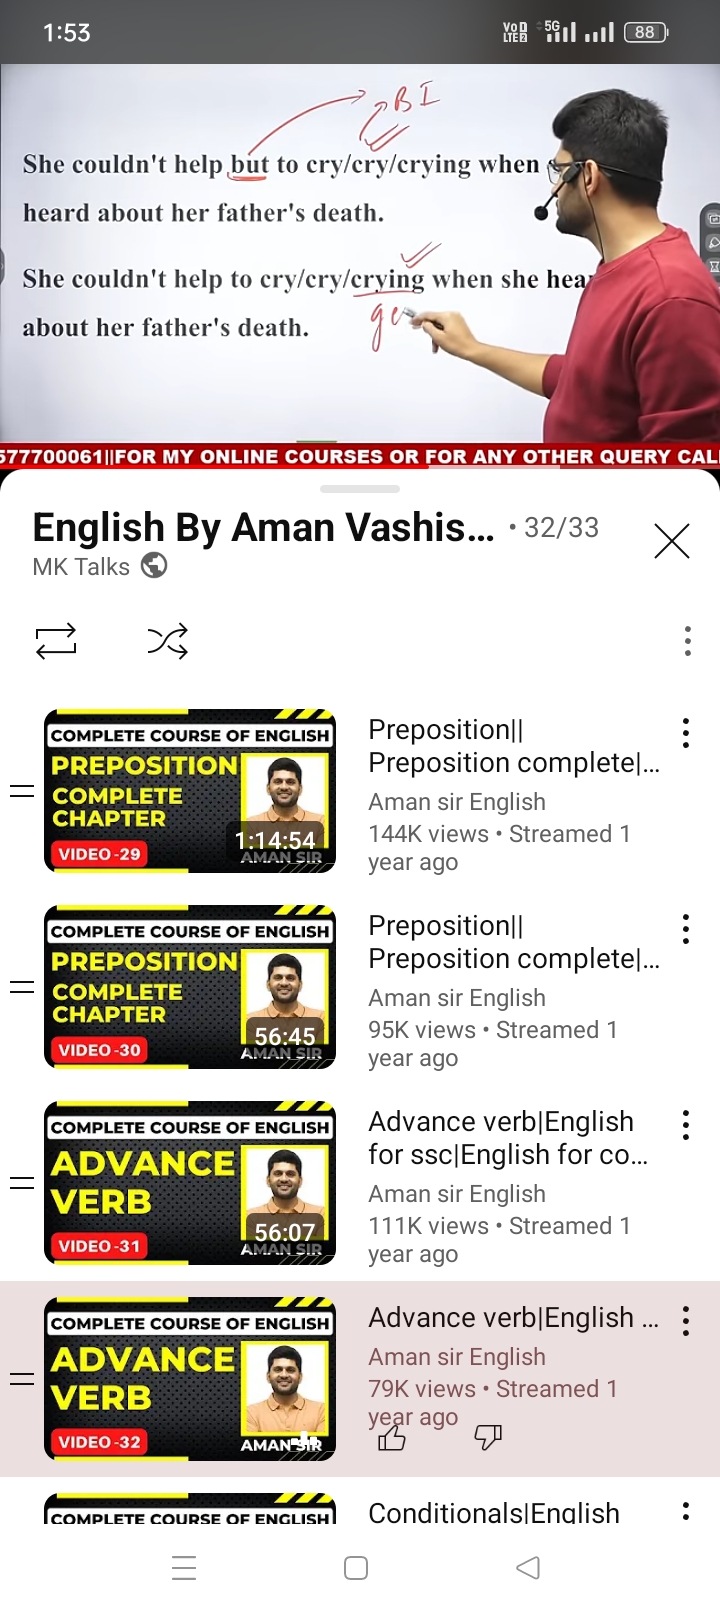 1:53
VoD LTE2 5G 88
BI
She couldn't help but to cry/cry/crying when
heard about her father's death.
She couldn't help to cry/cry/crying when she hea
ge
about her father's death.
577700061||FOR MY ONLINE COURSES OR FOR ANY OTHER QUERY CAL
English By Aman Vashis... • 32/33
MK Talks
COMPLETE COURSE OF ENGLISH
PREPOSITION
COMPLETE
CHAPTER
1:14:54
VIDEO -29
AMAN SIR
Preposition||
Preposition complete|...
Aman sir English
144K views • Streamed 1
year ago
COMPLETE COURSE OF ENGLISH
PREPOSITION
COMPLETE
CHAPTER
56:45
VIDEO -30
AMAN SIR
Preposition||
Preposition complete|...
Aman sir English
95K views • Streamed 1
year ago
COMPLETE COURSE OF ENGLISH
ADVANCE
VERB
56:07
VIDEO -31
AMAN SIR
Advance verb|English
for ssc|English for co...
Aman sir English
111K views • Streamed 1
year ago
COMPLETE COURSE OF ENGLISH
ADVANCE
VERB
VIDEO -32
AMAN SIR
Advance verb|English ...
Aman sir English
79K views • Streamed 1
year ago
COMPLETE COURSE OF ENGLISH
Conditionals|English